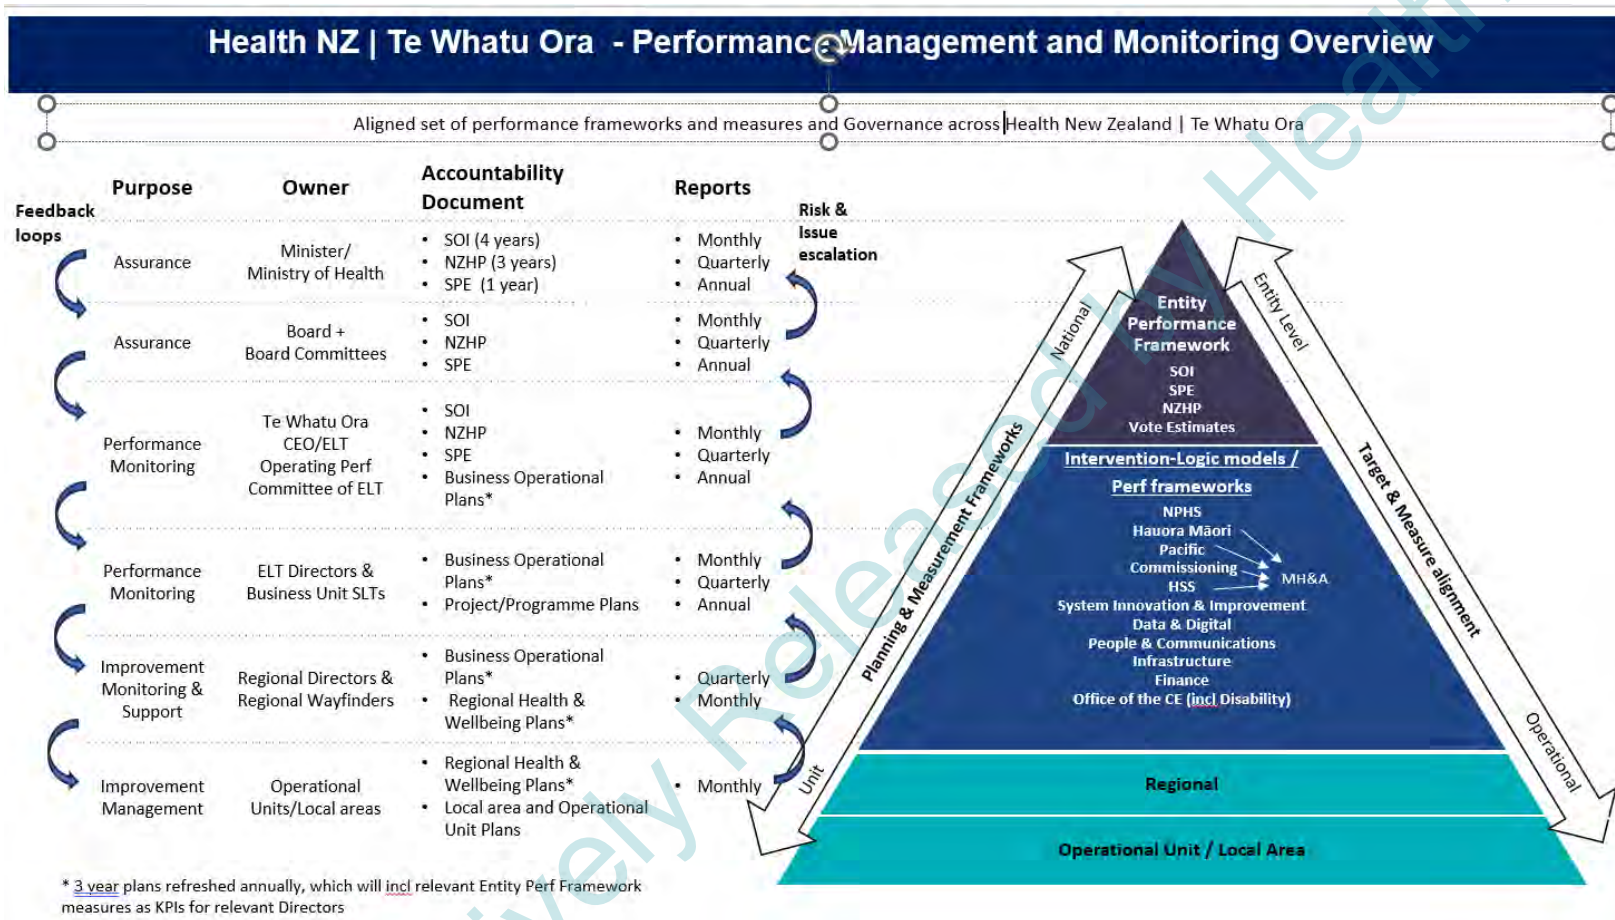 Health NZ | Te Whatu Ora - Performance Management and Monitoring Overview
Aligned set of performance frameworks and measures and Governance across Health New Zealand | Te Whatu Ora
Purpose
Owner
Accountability
Document
Reports
Feedback
loops
Risk &
Issue
escalation
Assurance
Minister/
Ministry of Health
• SOI (4 years)
• NZHP (3 years)
• SPE (1 year)
• Monthly
• Quarterly
• Annual
Assurance
Board +
Board Committees
• SOI
• NZHP
• SPE
• Monthly
• Quarterly
• Annual
Performance
Monitoring
Te Whatu Ora
CEO/ELT
Operating Perf
Committee of ELT
• SOI
• NZHP
• SPE
• Business Operational
Plans*
• Monthly
• Quarterly
• Annual
Performance
Monitoring
ELT Directors &
Business Unit SLTs
• Business Operational
Plans*
• Project/Programme Plans
• Monthly
• Quarterly
• Annual
Improvement
Monitoring &
Support
Regional Directors &
Regional Wayfinders
• Business Operational
Plans*
• Regional Health &
Wellbeing Plans*
• Quarterly
• Monthly
Improvement
Management
Operational
Units/Local areas
• Regional Health &
Wellbeing Plans*
• Local area and Operational
Unit Plans
• Monthly
* 3 year plans refreshed annually, which will incl relevant Entity Perf Framework
measures as KPIs for relevant Directors
National
Planning & Measurement Frameworks
Unit
Entity Level
Target & Measure alignment
Operational
Entity
Performance
Framework
SOI
SPE
NZHP
Vote Estimates
Intervention-Logic models /
Perf frameworks
NPHS
Hauora Māori
Pacific
Commissioning
HSS
MH&A
System Innovation & Improvement
Data & Digital
People & Communications
Infrastructure
Finance
Office of the CE (incl Disability)
Regional
Operational Unit / Local Area
Released by Health